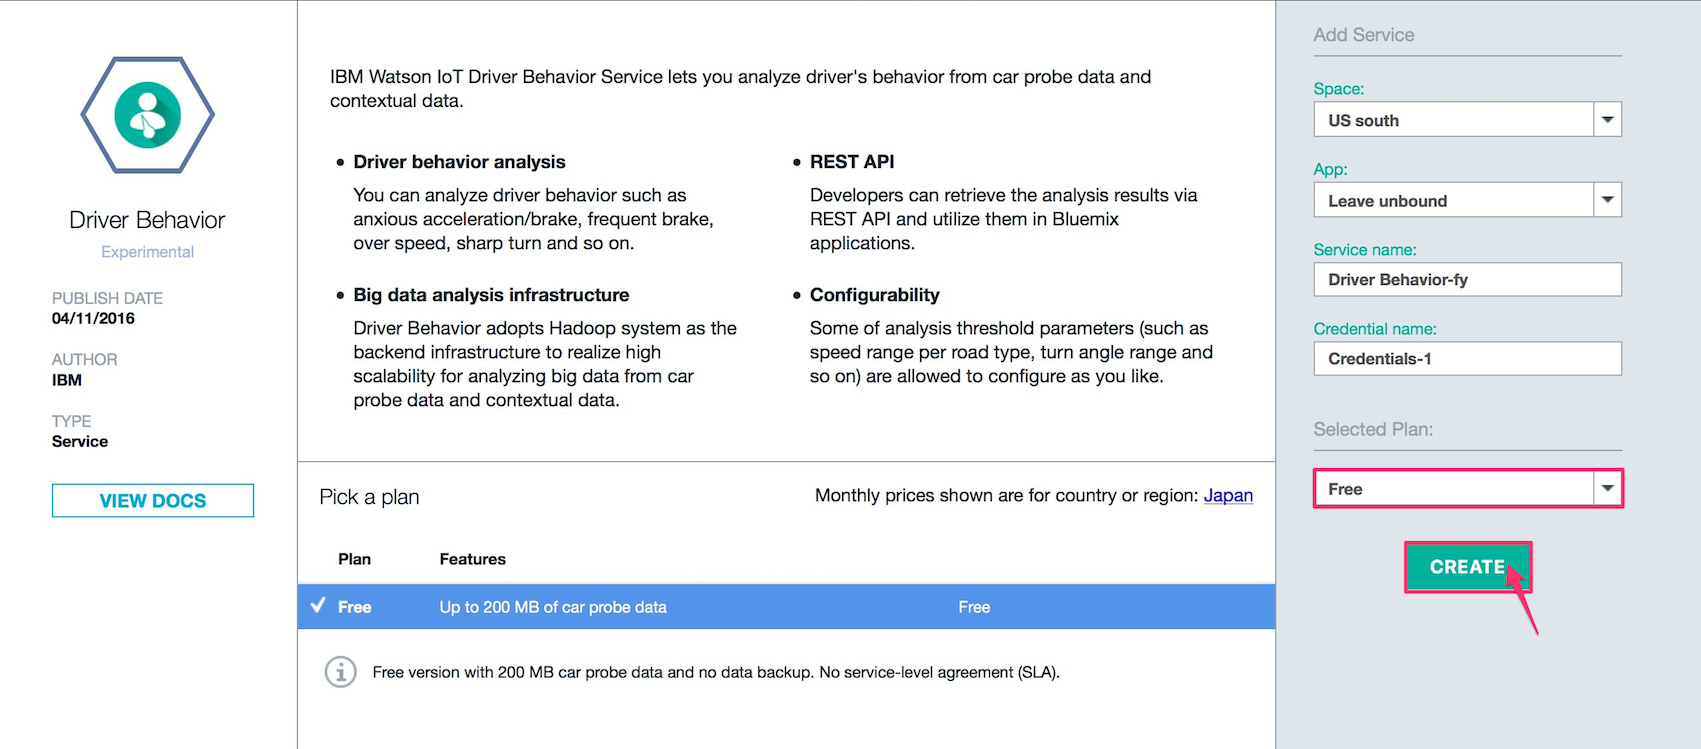 Driver Behavior
Experimental
PUBLISH DATE
04/11/2016
AUTHOR
IBM
TYPE
Service
VIEW DOCS
IBM Watson IoT Driver Behavior Service lets you analyze driver's behavior from car probe data and
contextual data.
Driver behavior analysis
You can analyze driver behavior such as
anxious acceleration/brake, frequent brake,
over speed, sharp turn and so on.
REST API
Developers can retrieve the analysis results via
REST API and utilize them in Bluemix
applications.
Big data analysis infrastructure
Driver Behavior adopts Hadoop system as the
backend infrastructure to realize high
scalability for analyzing big data from car
probe data and contextual data.
Configurability
Some of analysis threshold parameters (such as
speed range per road type, turn angle range and
so on) are allowed to configure as you like.
Pick a plan
Monthly prices shown are for country or region: Japan
Plan Features
Free Up to 200 MB of car probe data Free
Free version with 200 MB car probe data and no data backup. No service-level agreement (SLA).
Add Service
Space:
US south
App:
Leave unbound
Service name:
Driver Behavior-fy
Credential name:
Credentials-1
Selected Plan:
Free
CREATE